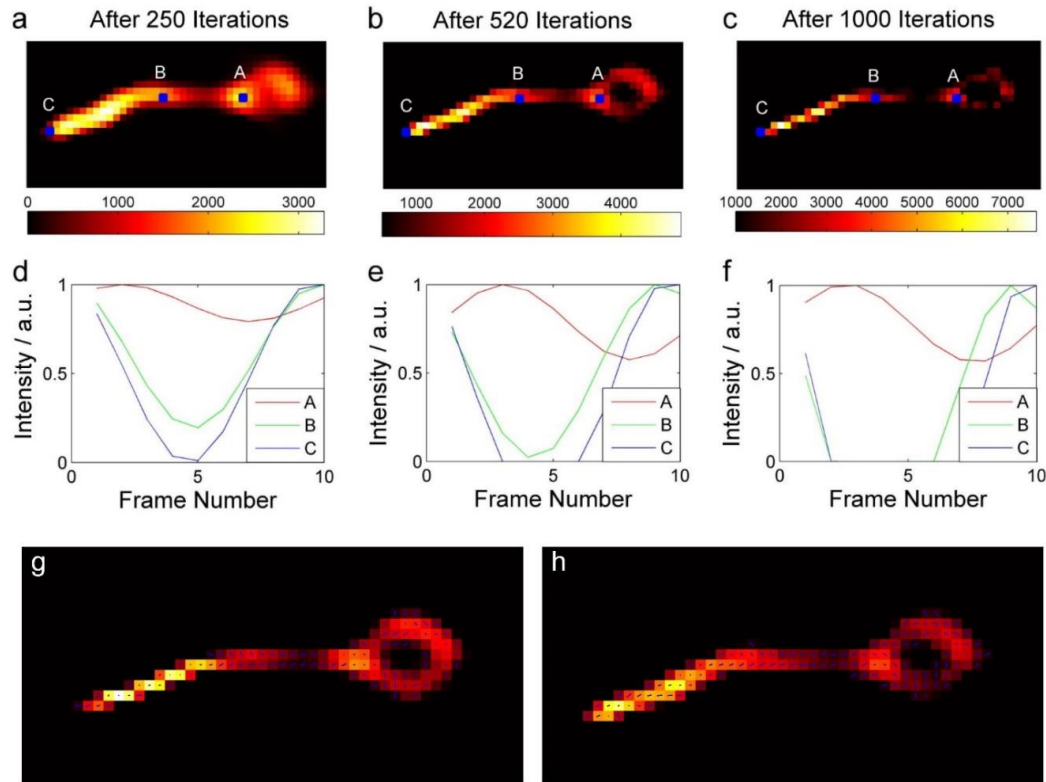 a After 250 Iterations b After 520 Iterations c After 1000 Iterations
C B A C B A C B A
0 1000 2000 3000 1000 2000 3000 4000 1000 2000 3000 4000 5000 6000 7000
d e f
1 1 1
Intensity / a.u. 0.5 Intensity / a.u. 0.5 Intensity / a.u. 0.5
A A A
B B B
C C C
0 0 0
0 5 10 0 5 10 0 5 10
Frame Number Frame Number Frame Number
g h